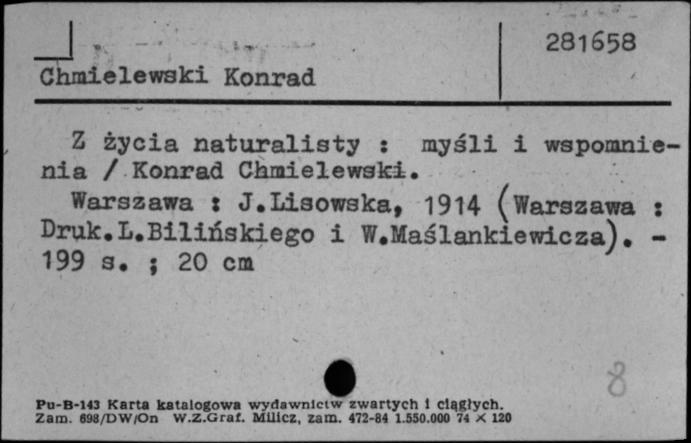 281658
Chmielewski Konrad
Z życia naturalisty : myśli i wspomnie-
nia / Konrad Chmielewski.
Warszawa : J.Lisowska, 1914 (Warszawa :
Druk.L.Bilińskiego i W.Maślankiewicza). -
199 s. ; 20 cm
8
Pu-B-143 Karta katalogowa wydawnictw zwartych i ciągłych.
Zam. 698/DW/On W.Z.Graf. Milicz, zam. 472-84 1.550.000 74 × 120